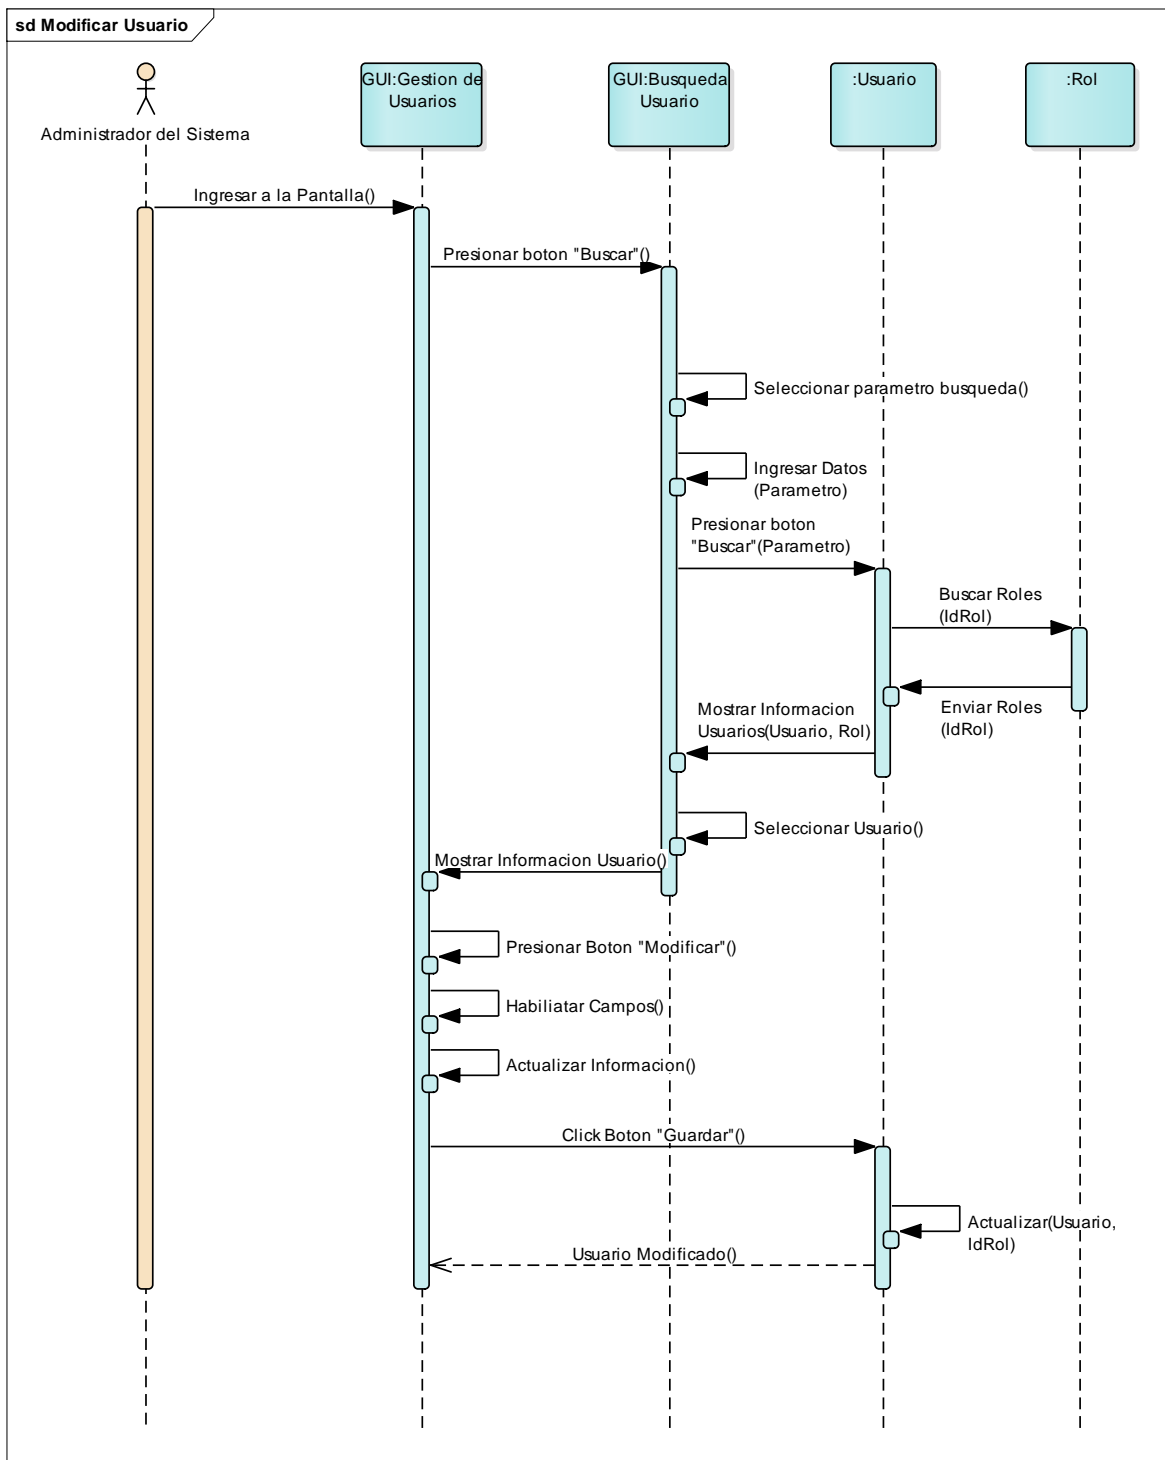 sd Modificar Usuario
GUI:Gestion de
Usuarios
GUI:Busqueda
Usuario
:Usuario
:Rol
Administrador del Sistema
Ingresar a la Pantalla()
Presionar boton "Buscar"()
Seleccionar parametro busqueda()
Ingresar Datos
(Parametro)
Presionar boton
"Buscar"(Parametro)
Buscar Roles
(IdRol)
Enviar Roles
(IdRol)
Mostrar Informacion
Usuarios(Usuario, Rol)
Seleccionar Usuario()
Mostrar Informacion Usuario()
Presionar Boton "Modificar"()
Habiliatar Campos()
Actualizar Informacion()
Click Boton "Guardar"()
Actualizar(Usuario,
IdRol)
Usuario Modificado()